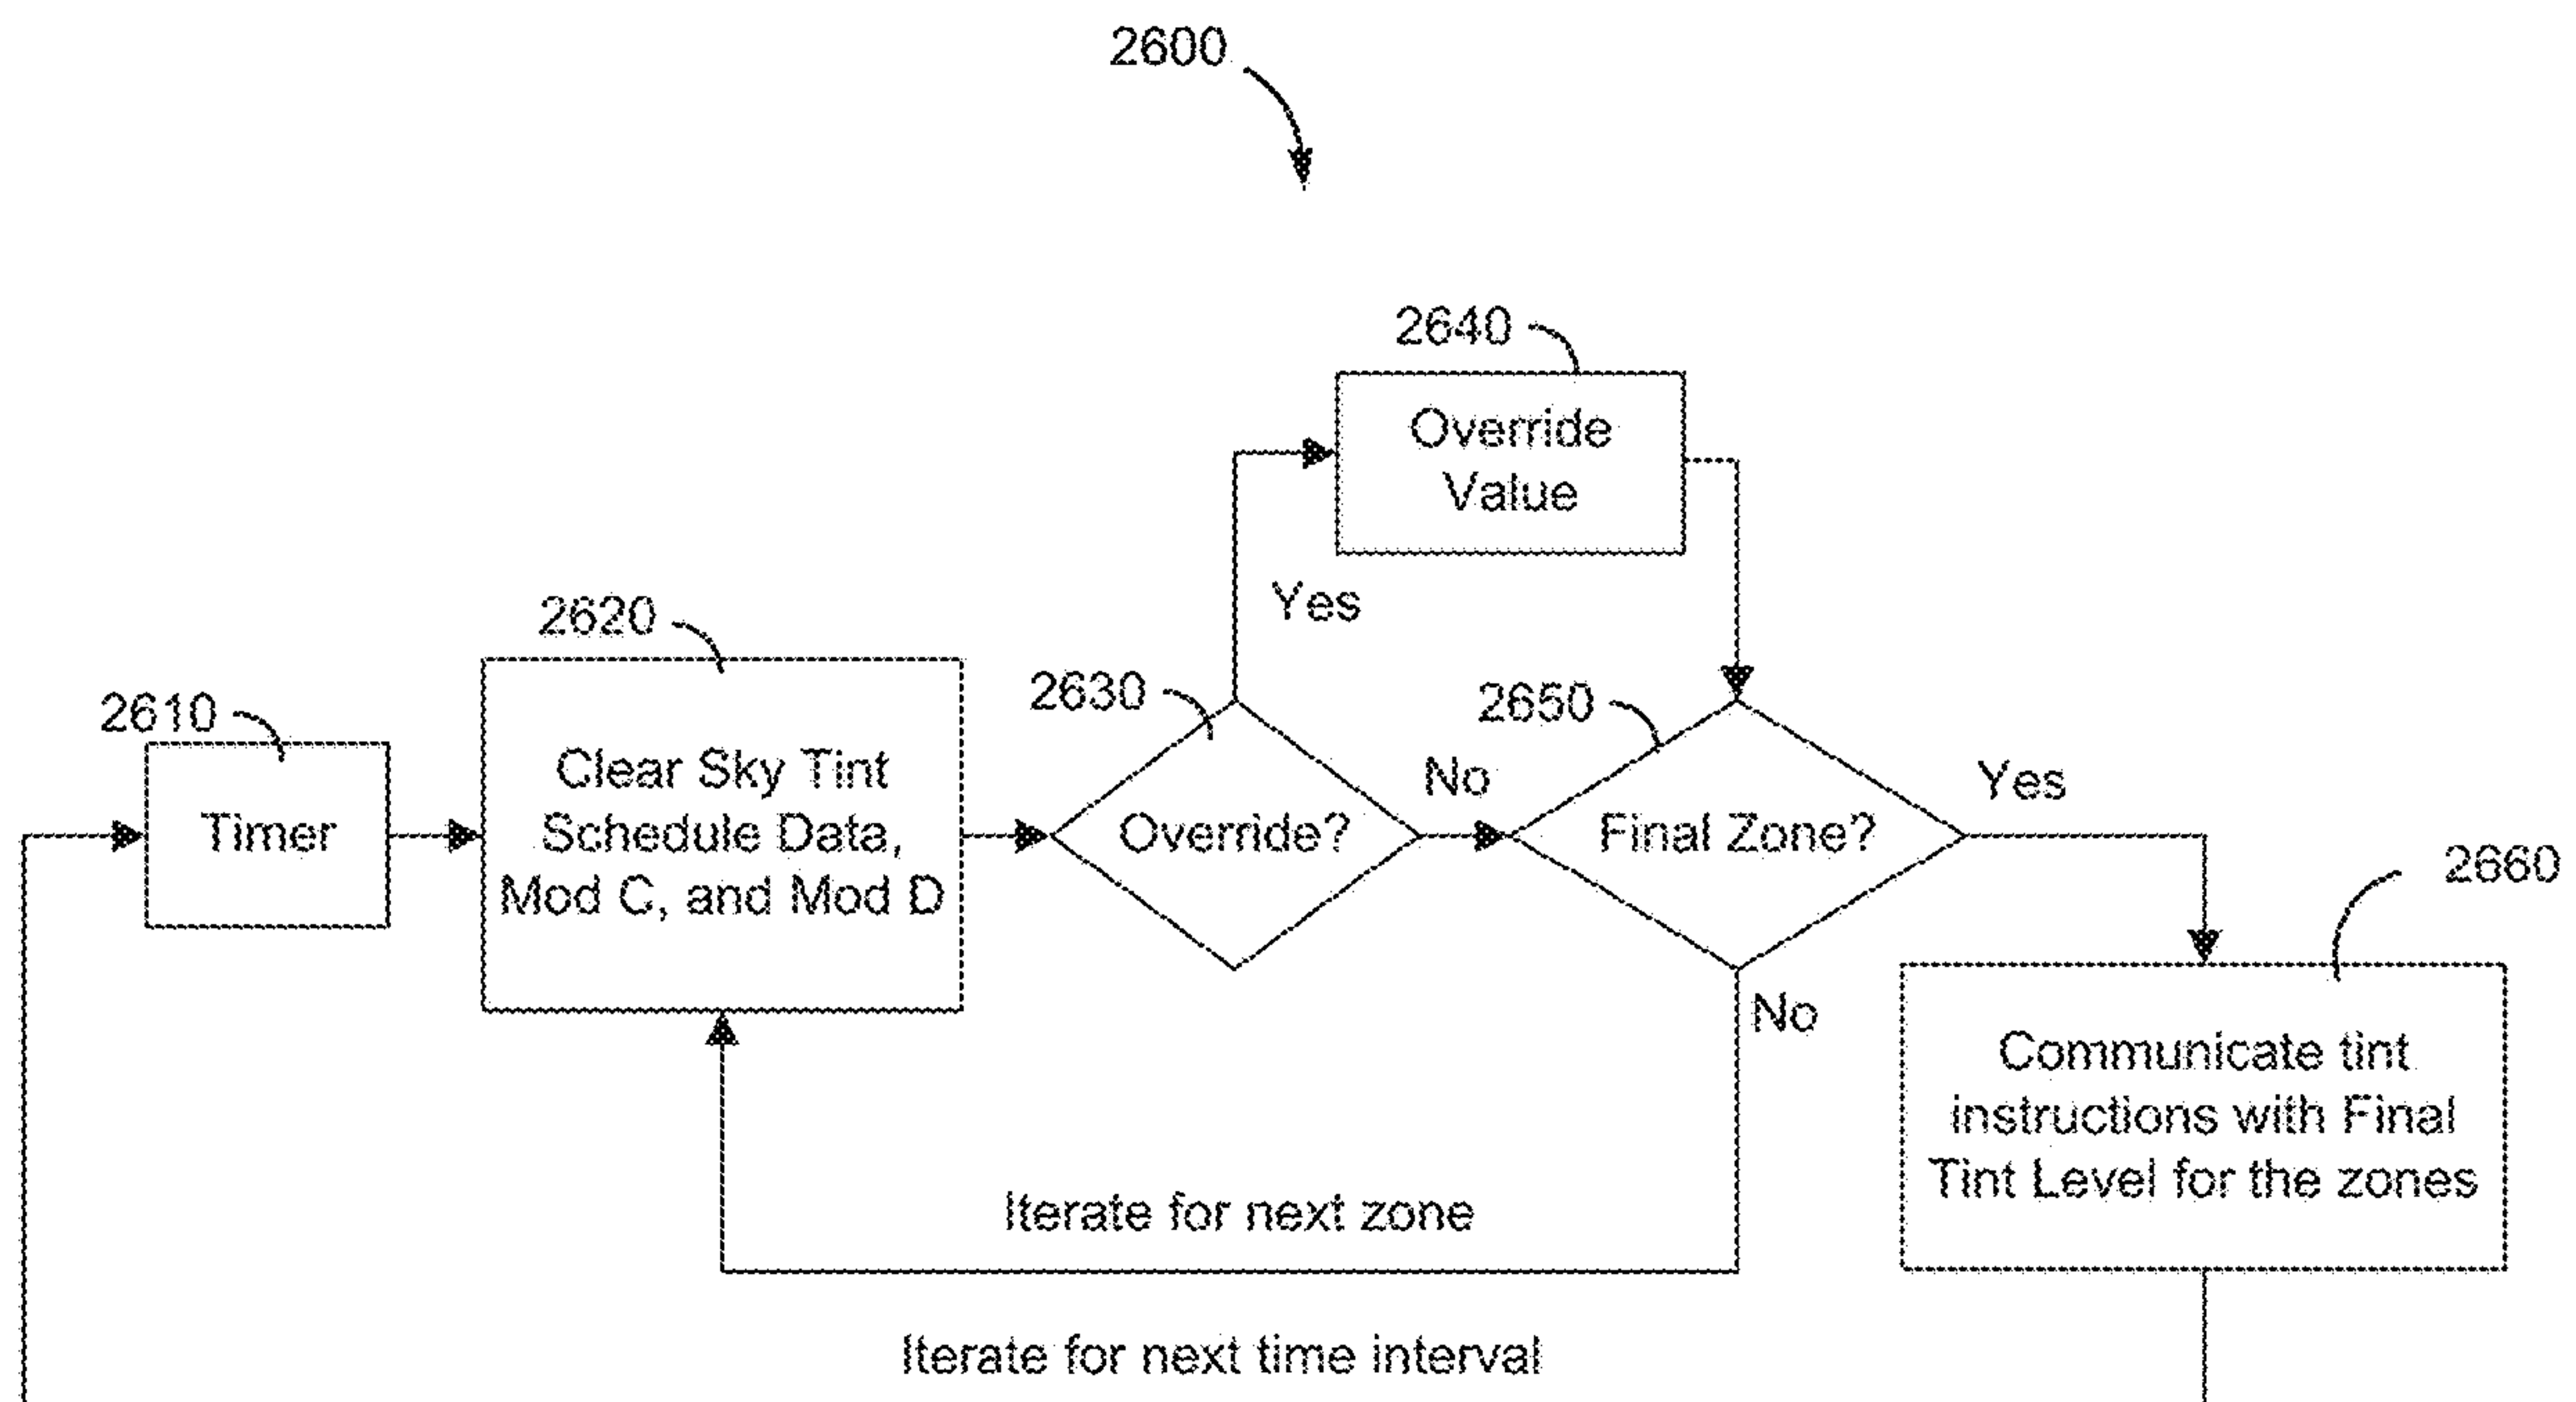 2600
2640
Override
Value
Yes
2620
2630
2650
2610
Clear Sky Tint
Schedule Data,
Mod C, and Mod D
Timer
Override?
No
Final Zone?
Yes
2660
No
Communicate tint
instructions with Final
Tint Level for the zones
Iterate for next zone
Iterate for next time interval